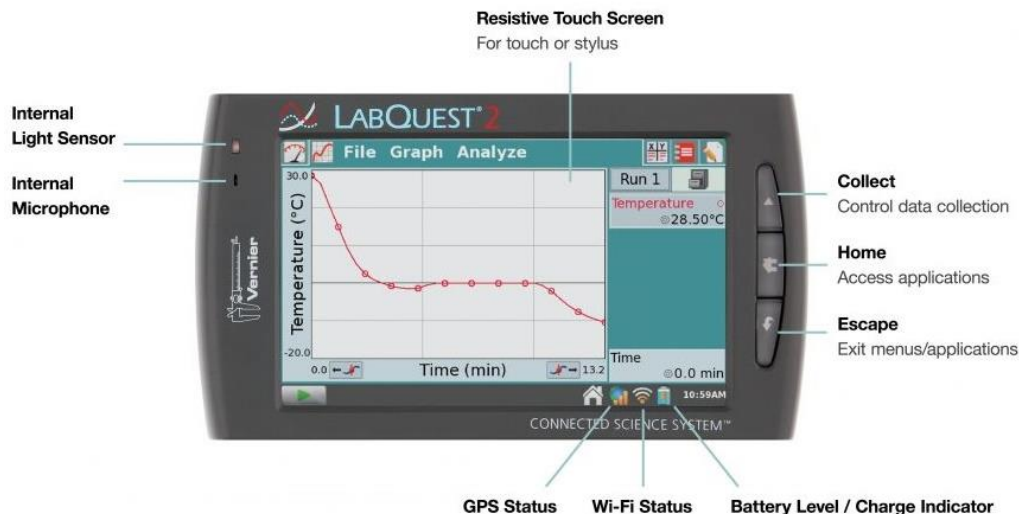 Resistive Touch Screen
For touch or stylus
Internal
Light Sensor
Internal
Microphone
LABQUEST® 2
File Graph Analyze
X Y
Run 1
Temperature
28.50°C
30.0
Temperature (°C)
-20.0
0.0
Time (min)
13.2
Time
0.0 min
10:59AM
Vernier
CONNECTED SCIENCE SYSTEM™
Collect
Control data collection
Home
Access applications
Escape
Exit menus/applications
GPS Status
Wi-Fi Status
Battery Level / Charge Indicator